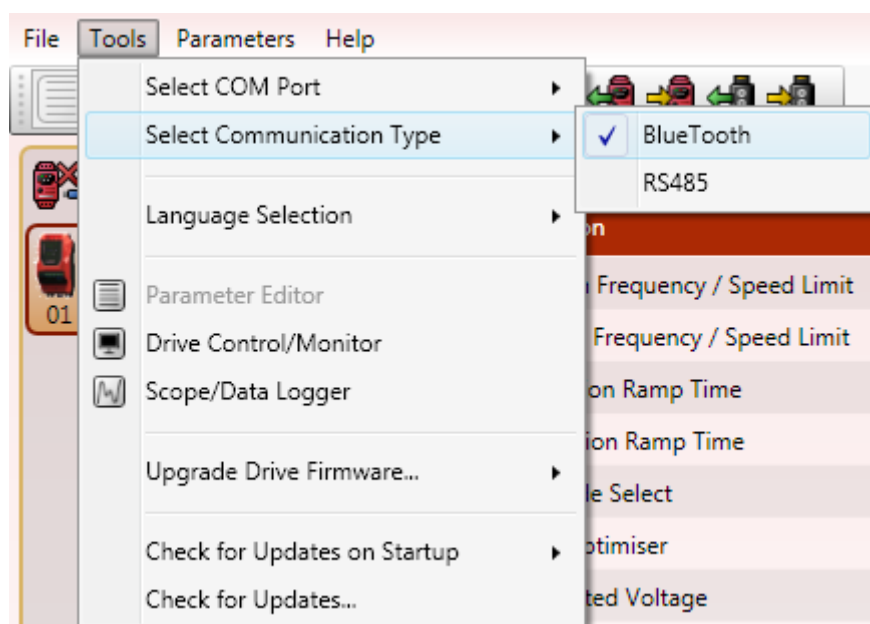 File Tools Parameters Help
Select COM Port
Select Communication Type
BlueTooth
RS485
Language Selection
on
Frequency / Speed Limit
Parameter Editor
01
Drive Control/Monitor
Frequency / Speed Limit
Scope/Data Logger
on Ramp Time
ion Ramp Time
Upgrade Drive Firmware...
le Select
Check for Updates on Startup
ptimiser
Check for Updates...
ted Voltage